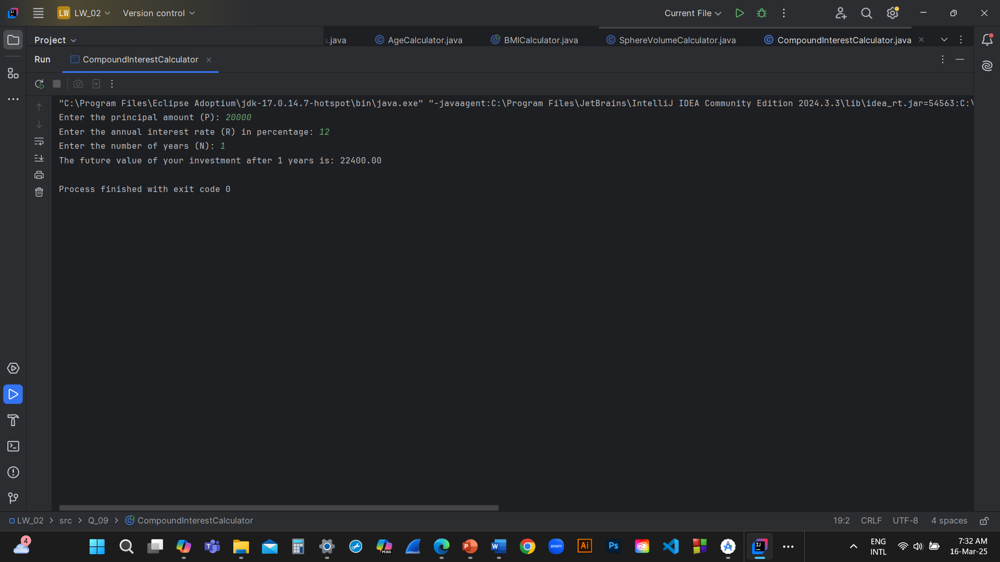 LW LW_02 Version control Current File
Project s.java AgeCalculator.java BMICalculator.java SphereVolumeCalculator.java CompoundInterestCalculator.java
Run CompoundInterestCalculator
"C:\Program Files\Eclipse Adoptium\jdk-17.0.14.7-hotspot\bin\java.exe" "-javaagent:C:\Program Files\JetBrains\IntelliJ IDEA Community Edition 2024.3.3\lib\idea_rt.jar=54563:C:\
Enter the principal amount (P): 20000
Enter the annual interest rate (R) in percentage: 12
Enter the number of years (N): 1
The future value of your investment after 1 years is: 22400.00
Process finished with exit code 0
LW_02 > src > Q_09 > CompoundInterestCalculator 19:2 CRLF UTF-8 4 spaces
4 M365 zoom Ai Ps ENG 7:32 AM
INTL 16-Mar-25